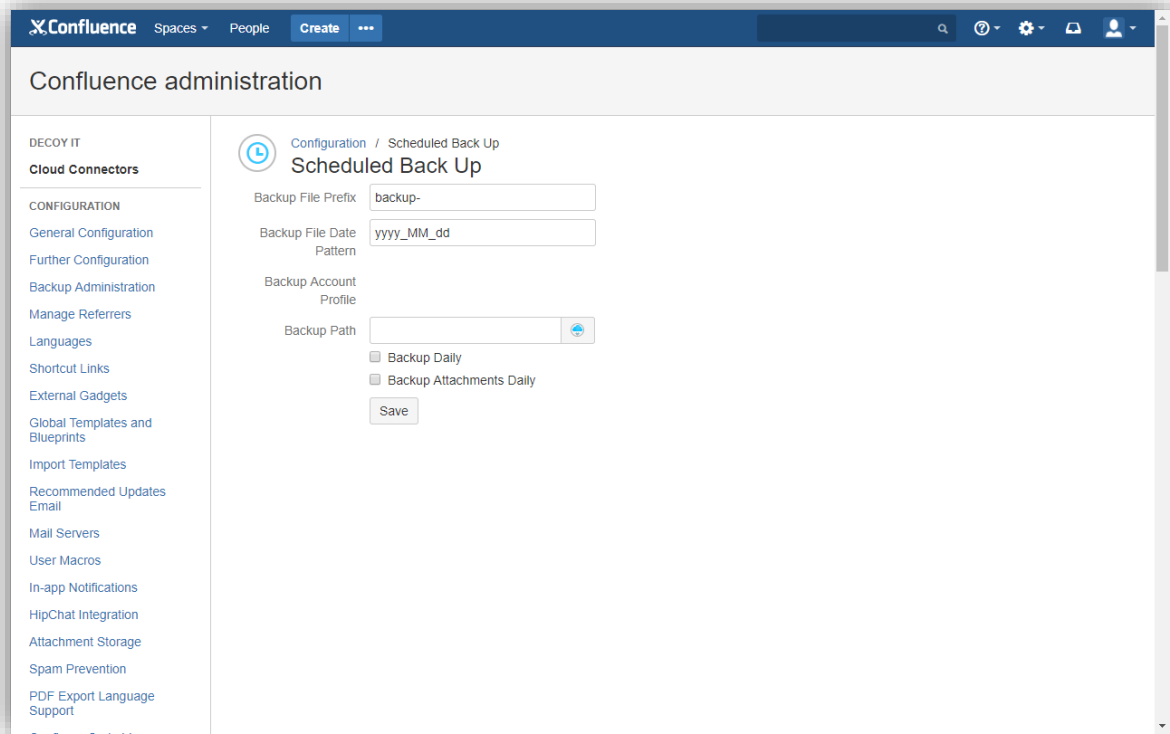 Confluence
Spaces
People
Create
Confluence administration
DECOY IT
Cloud Connectors
CONFIGURATION
General Configuration
Further Configuration
Backup Administration
Manage Referrers
Languages
Shortcut Links
External Gadgets
Global Templates and
Blueprints
Import Templates
Recommended Updates
Email
Mail Servers
User Macros
In-app Notifications
HipChat Integration
Attachment Storage
Spam Prevention
PDF Export Language
Support
Configuration / Scheduled Back Up
Scheduled Back Up
Backup File Prefix backup-
Backup File Date yyyy_MM_dd
Pattern
Backup Account
Profile
Backup Path
Backup Daily
Backup Attachments Daily
Save